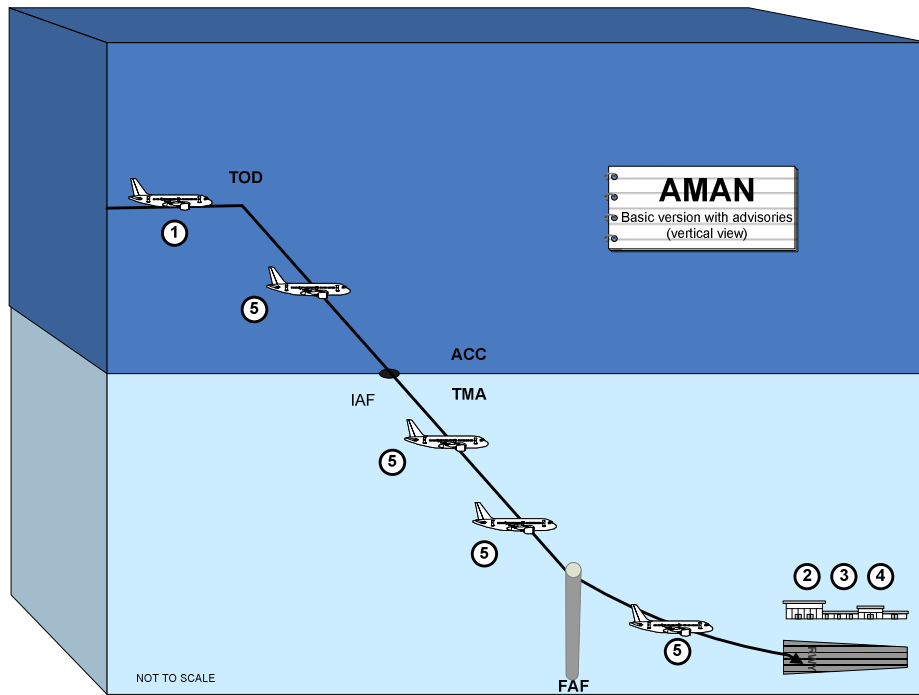 TOD
AMAN
Basic version with advisories
(vertical view)
1
5
ACC
IAF
TMA
5
5
2 3 4
RWY
5
FAF
NOT TO SCALE